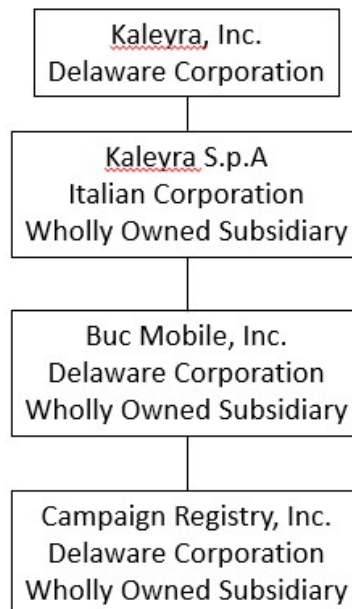 Kaleyra, Inc.
Delaware Corporation
Kaleyra S.p.A
Italian Corporation
Wholly Owned Subsidiary
Buc Mobile, Inc.
Delaware Corporation
Wholly Owned Subsidiary
Campaign Registry, Inc.
Delaware Corporation
Wholly Owned Subsidiary